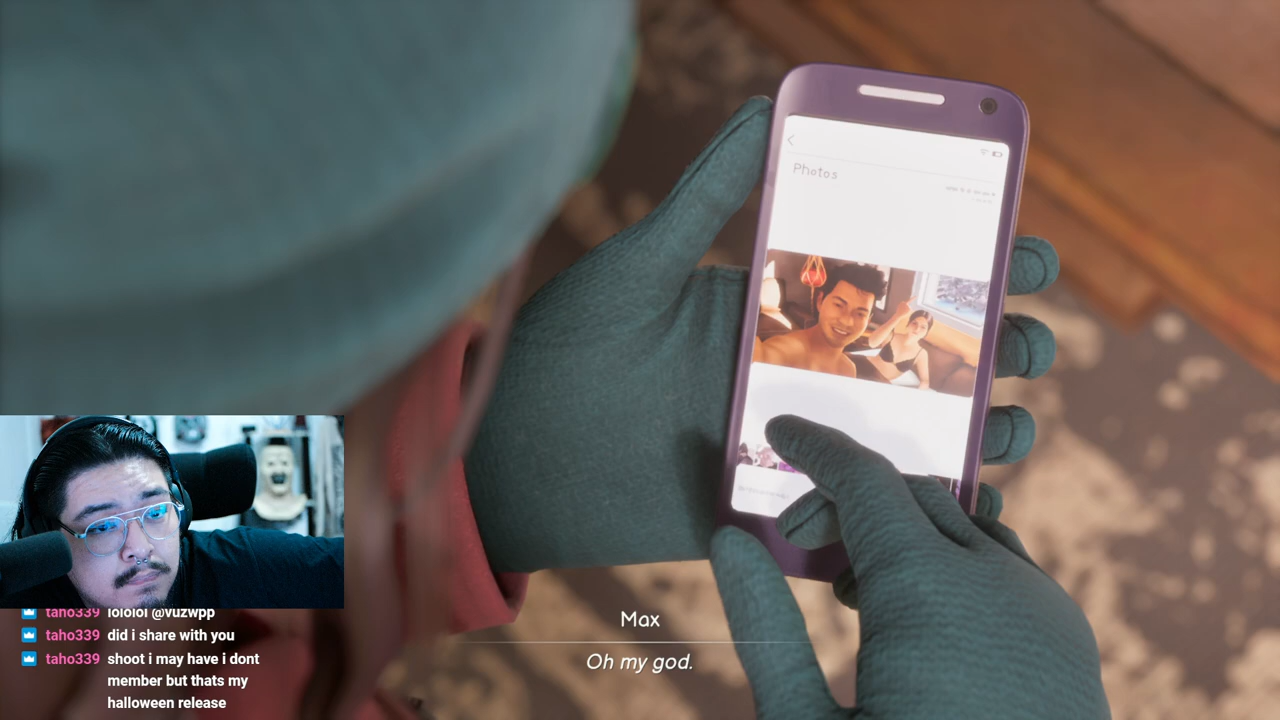 Photos
taho339 lololol @vuzwpp
taho339 did i share with you
taho339 shoot i may have i dont
member but thats my
halloween release
Max
Oh my god.